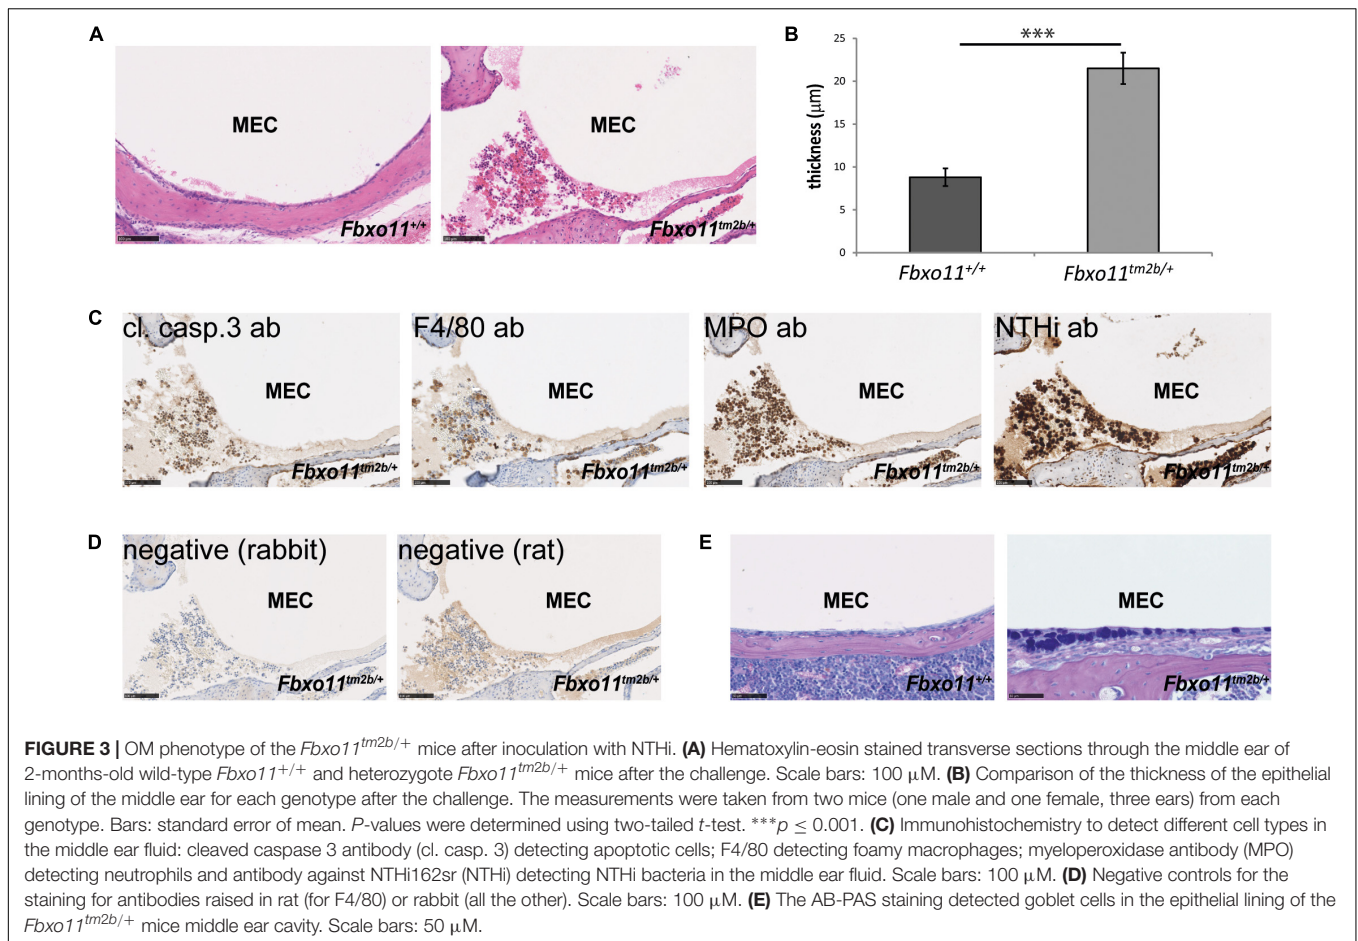 A
MEC
Fbxo11+/+
MEC
Fbxo11tm2b/+
B
***
thickness (μm)
25
20
15
10
5
0
Fbxo11+/+
Fbxo11tm2b/+
C
cl. casp.3 ab
MEC
Fbxo11tm2b/+
F4/80 ab
MEC
Fbxo11tm2b/+
MPO ab
MEC
Fbxo11tm2b/+
NTHi ab
MEC
Fbxo11tm2b/+
D
negative (rabbit)
MEC
Fbxo11tm2b/+
negative (rat)
MEC
Fbxo11tm2b/+
E
MEC
Fbxo11+/+
MEC
Fbxo11tm2b/+
FIGURE 3 | OM phenotype of the Fbxo11tm2b/+ mice after inoculation with NTHi. (A) Hematoxylin-eosin stained transverse sections through the middle ear of
2-months-old wild-type Fbxo11+/+ and heterozygote Fbxo11tm2b/+ mice after the challenge. Scale bars: 100 μM. (B) Comparison of the thickness of the epithelial
lining of the middle ear for each genotype after the challenge. The measurements were taken from two mice (one male and one female, three ears) from each
genotype. Bars: standard error of mean. P-values were determined using two-tailed t-test. ***p ≤ 0.001. (C) Immunohistochemistry to detect different cell types in
the middle ear fluid: cleaved caspase 3 antibody (cl. casp. 3) detecting apoptotic cells; F4/80 detecting foamy macrophages; myeloperoxidase antibody (MPO)
detecting neutrophils and antibody against NTHi162sr (NTHi) detecting NTHi bacteria in the middle ear fluid. Scale bars: 100 μM. (D) Negative controls for the
staining for antibodies raised in rat (for F4/80) or rabbit (all the other). Scale bars: 100 μM. (E) The AB-PAS staining detected goblet cells in the epithelial lining of the
Fbxo11tm2b/+ mice middle ear cavity. Scale bars: 50 μM.